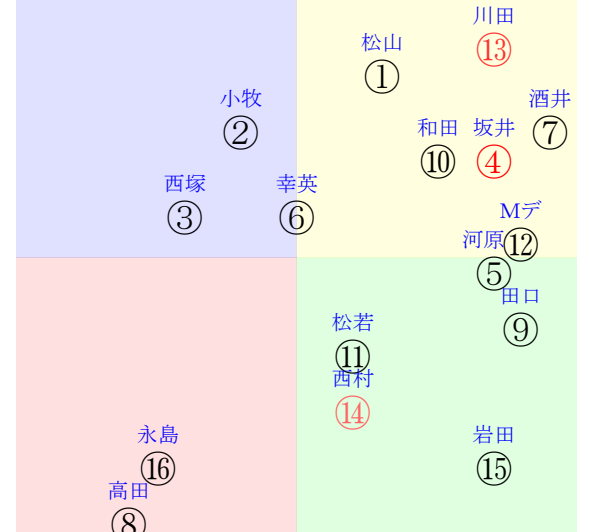 川田
⑬
松山
①
小牧
②
酒井
⑦
和田
⑩
坂井
④
西塚
③
幸英
⑥
Mデ
⑫
河原
⑤
田口
⑨
松若
⑪
西村
⑭
永島
⑯
岩田
⑮
高田
⑧